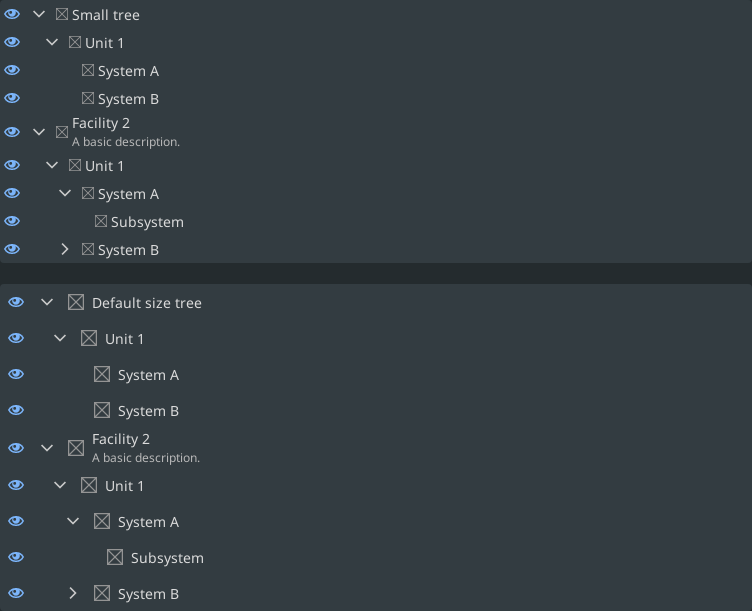 Small tree
Unit 1
System A
System B
Facility 2
A basic description.
Unit 1
System A
Subsystem
System B
Default size tree
Unit 1
System A
System B
Facility 2
A basic description.
Unit 1
System A
Subsystem
System B